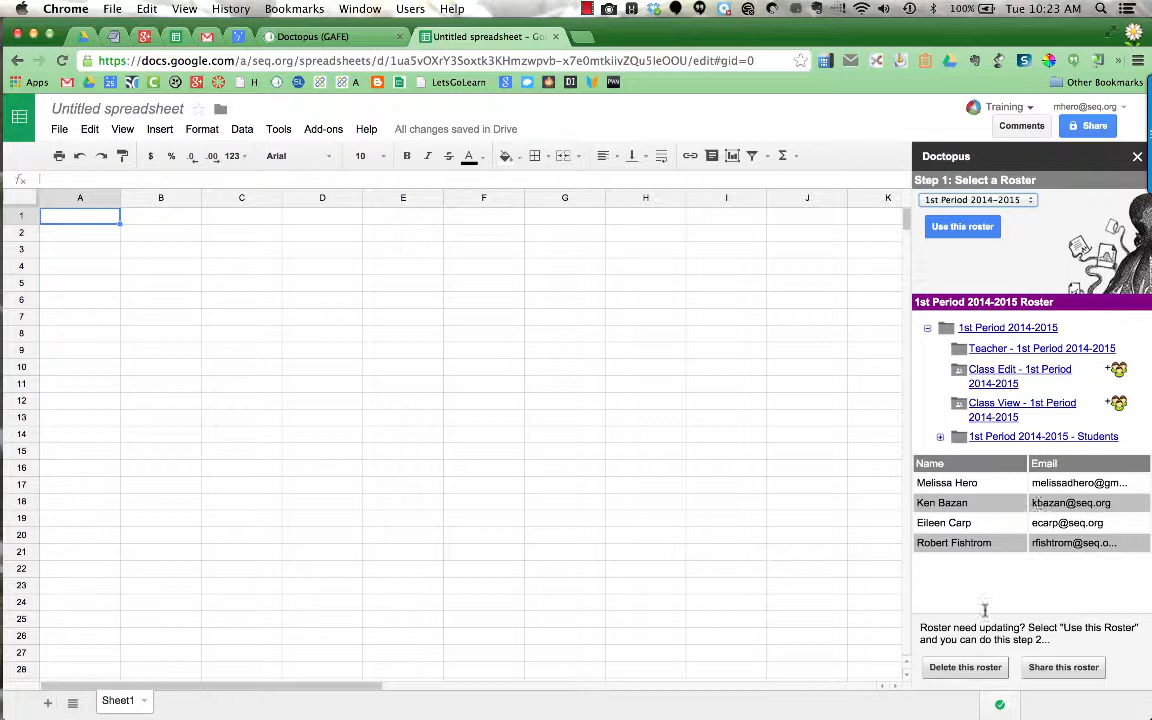 Chrome File Edit View History Bookmarks Window Users Help 100% Tue 10:23 AM
Doctopus (GAFE) × Untitled spreadsheet – Go ×
https://docs.google.com/a/seq.org/spreadsheets/d/1ua5vOXrY3Soxtk3KHmzwpvb-x7e0mtkiivZQu5IeOOU/edit#gid=0
Apps LetsGoLearn Other Bookmarks
Untitled spreadsheet Training mhero@seq.org
File Edit View Insert Format Data Tools Add-ons Help All changes saved in Drive Comments Share
$ % .0 .00 123 Arial 10 B I S A Σ
Doctopus ×
fx
Step 1: Select a Roster
A B C D E F G H I J K
1st Period 2014-2015
Use this roster
1
2
3
4
5
6
7
8
9
10
11
12
13
14
15
16
17
18
19
20
21
22
23
24
25
26
27
28
1st Period 2014-2015 Roster
1st Period 2014-2015
Teacher - 1st Period 2014-2015
Class Edit - 1st Period
2014-2015
Class View - 1st Period
2014-2015
1st Period 2014-2015 - Students
Name Email
Melissa Hero melissadhero@gm...
Ken Bazan kbazan@seq.org
Eileen Carp ecarp@seq.org
Robert Fishtrom rfishtrom@seq.o...
Roster need updating? Select "Use this Roster"
and you can do this step 2...
Delete this roster Share this roster
+ Sheet1